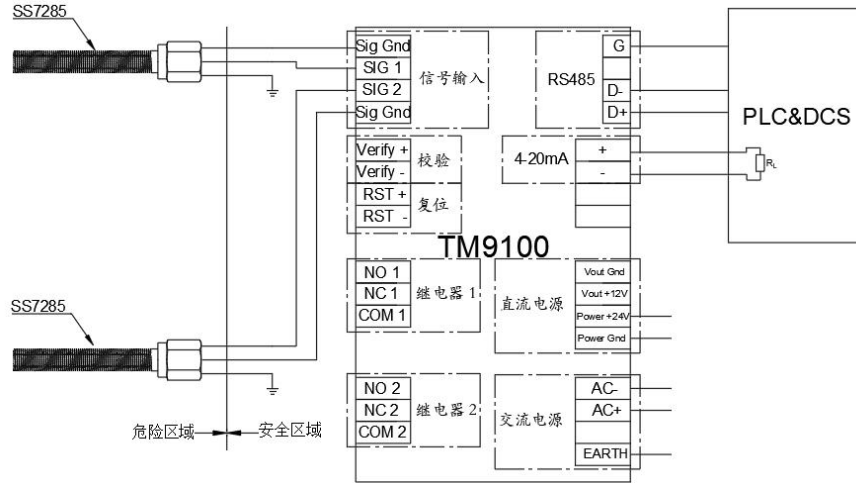 SS7285
Sig Gnd
SIG 1
SIG 2
Sig Gnd
信号输入
Verify +
Verify -
校验
RST +
RST -
复位
RS485
G
D-
D+
4-20mA
+
-
PLC&DCS
RL
TM9100
NO 1
NC 1
COM 1
继电器 1
直流电源
Vout Gnd
Vout +12V
Power +24V
Power Gnd
SS7285
NO 2
NC 2
COM 2
继电器 2
交流电源
AC-
AC+
EARTH
危险区域
安全区域